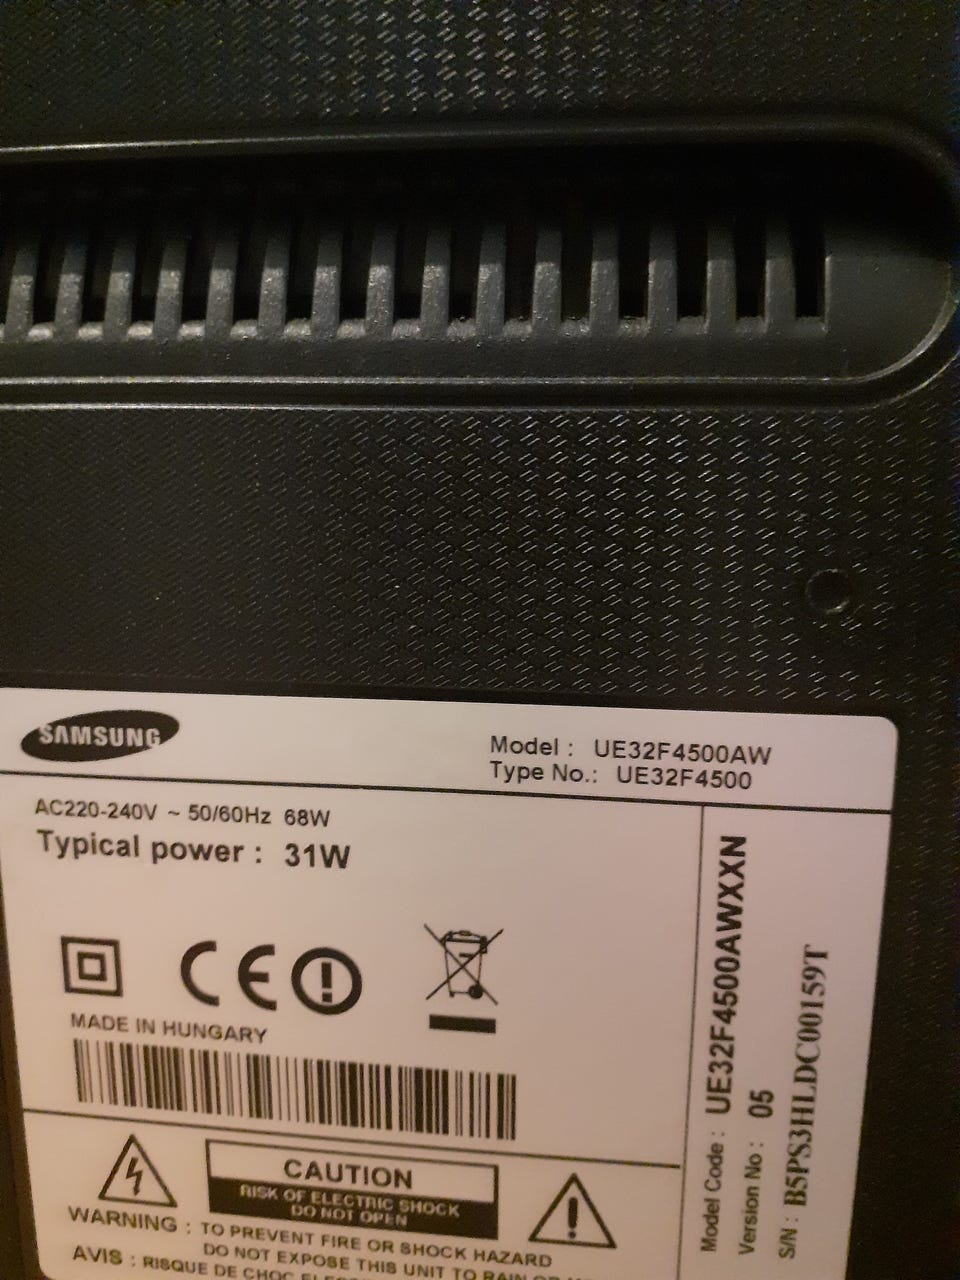 SAMSUNG
Model : UE32F4500AW
Type No.: UE32F4500
AC220-240V ~ 50/60Hz 68W
Typical power : 31W
CE
MADE IN HUNGARY
Model Code : UE32F4500AWXXN
Version No : 05
S/N : B5PS3HLDC00159T
CAUTION
RISK OF ELECTRIC SHOCK
DO NOT OPEN
WARNING : TO PREVENT FIRE OR SHOCK HAZARD
DO NOT EXPOSE THIS UNIT TO RAIN OR
AVIS : RISQUE DE CHOC